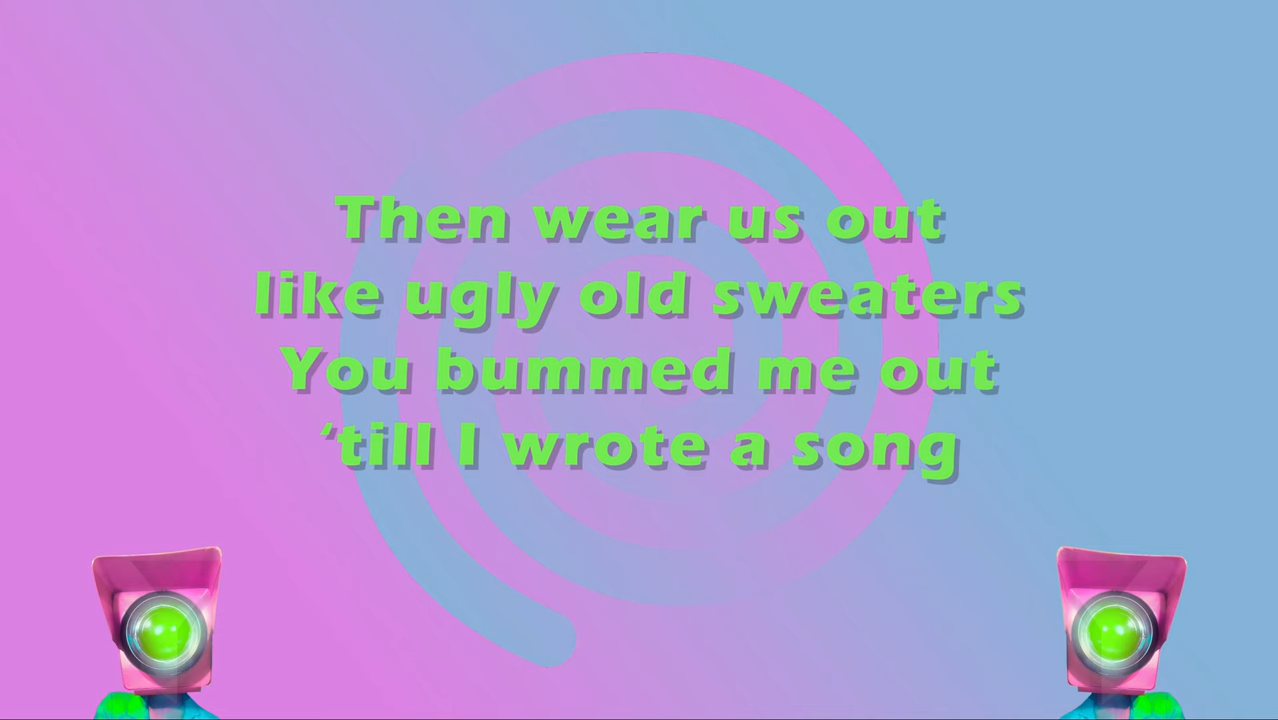 Then wear us out
like ugly old sweaters
You bummed me out
‘till I wrote a song